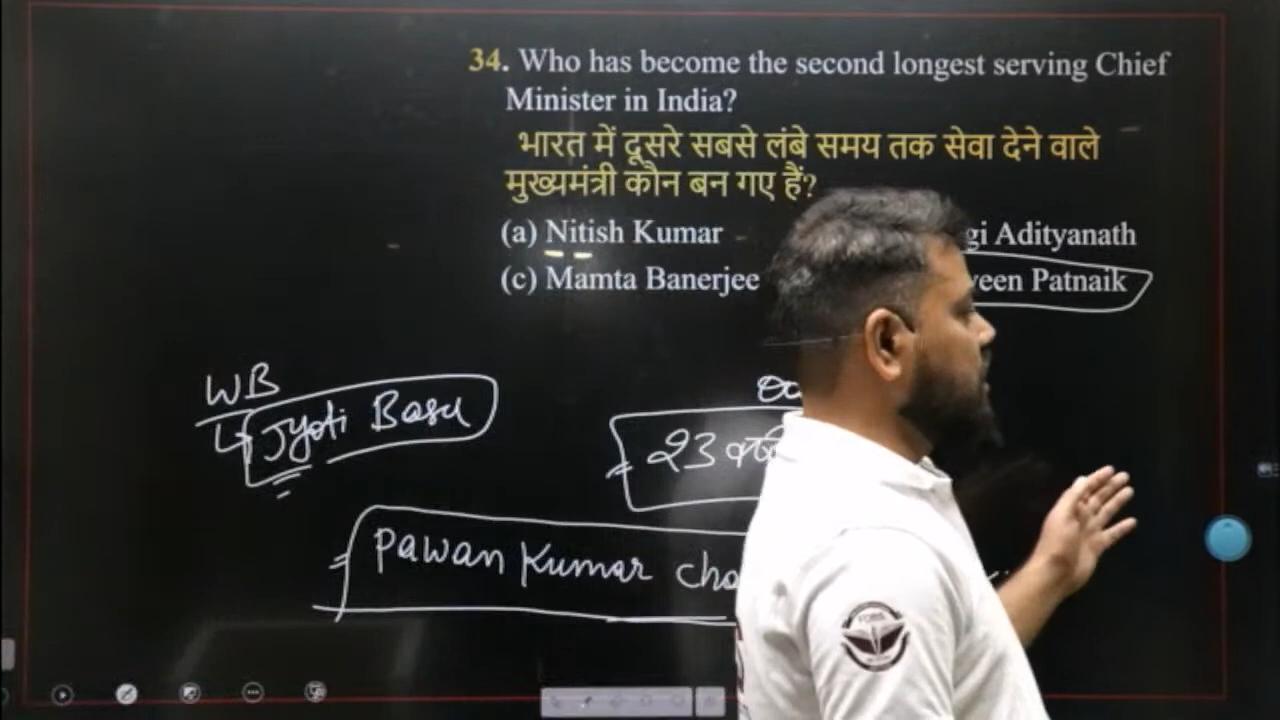 34. Who has become the second longest serving Chief
Minister in India?
भारत में दूसरे सबसे लंबे समय तक सेवा देने वाले
मुख्यमंत्री कौन बन गए हैं?
(a) Nitish Kumar gi Adityanath
(c) Mamta Banerjee veen Patnaik
WB
Jyoti Basu
23
Pawan Kumar cha